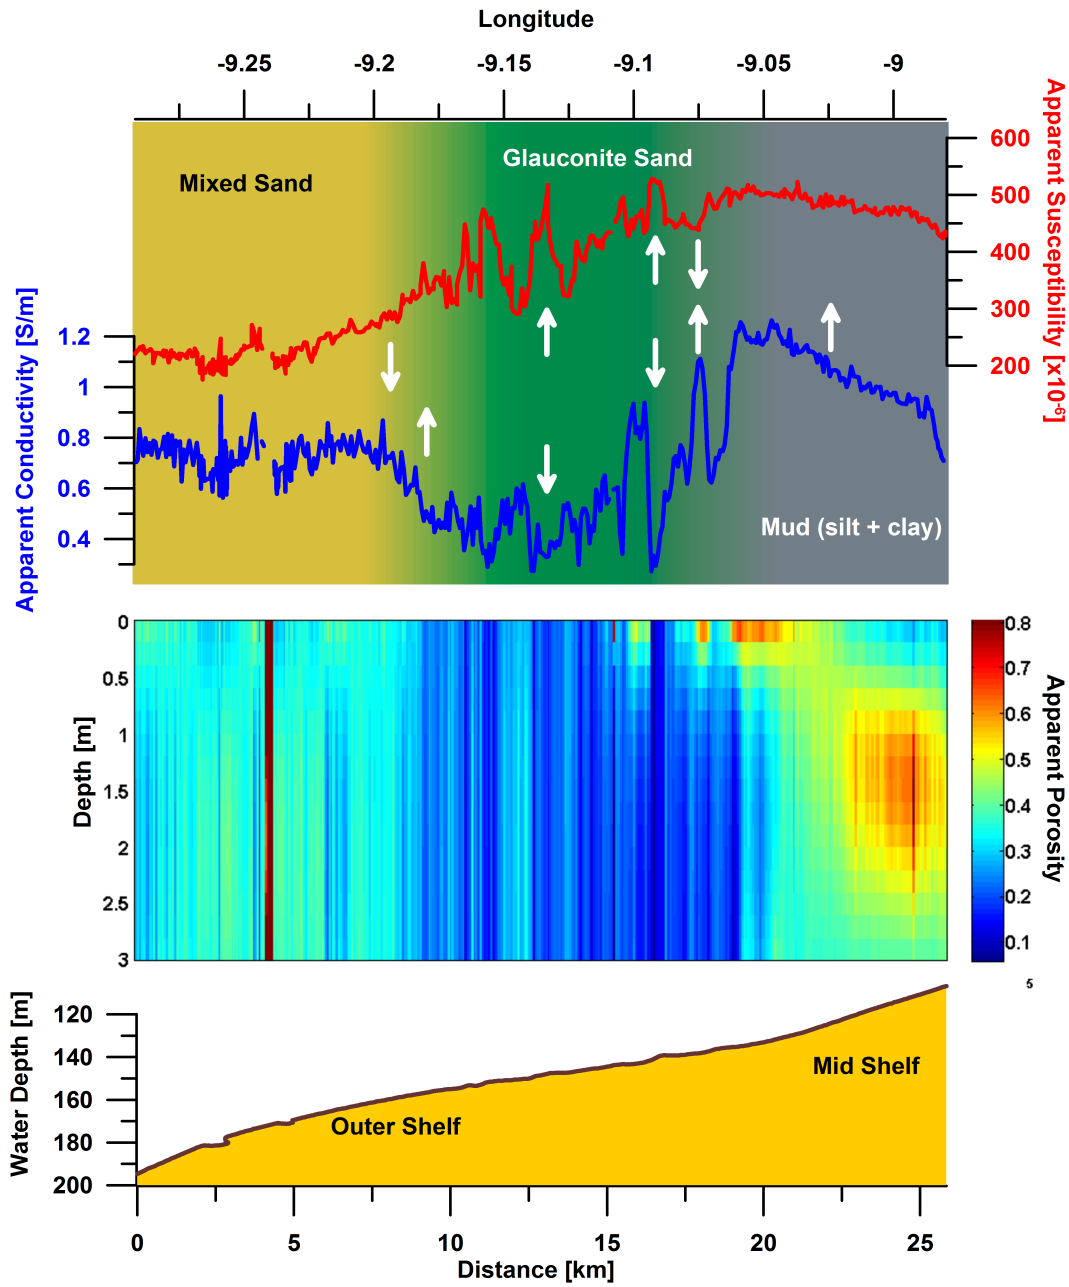 Longitude
-9.25 -9.2 -9.15 -9.1 -9.05 -9
Mixed Sand
Glauconite Sand
Mud (silt + clay)
Apparent Conductivity [S/m]
1.2
1
0.8
0.6
0.4
Apparent Susceptibility [x10-6]
600
500
400
300
200
Depth [m]
0
0.5
1
1.5
2
2.5
3
0.8
0.7
0.6
0.5
0.4
0.3
0.2
0.1
Apparent Porosity
5
Water Depth [m]
120
140
160
180
200
Mid Shelf
Outer Shelf
0 5 10 15 20 25
Distance [km]